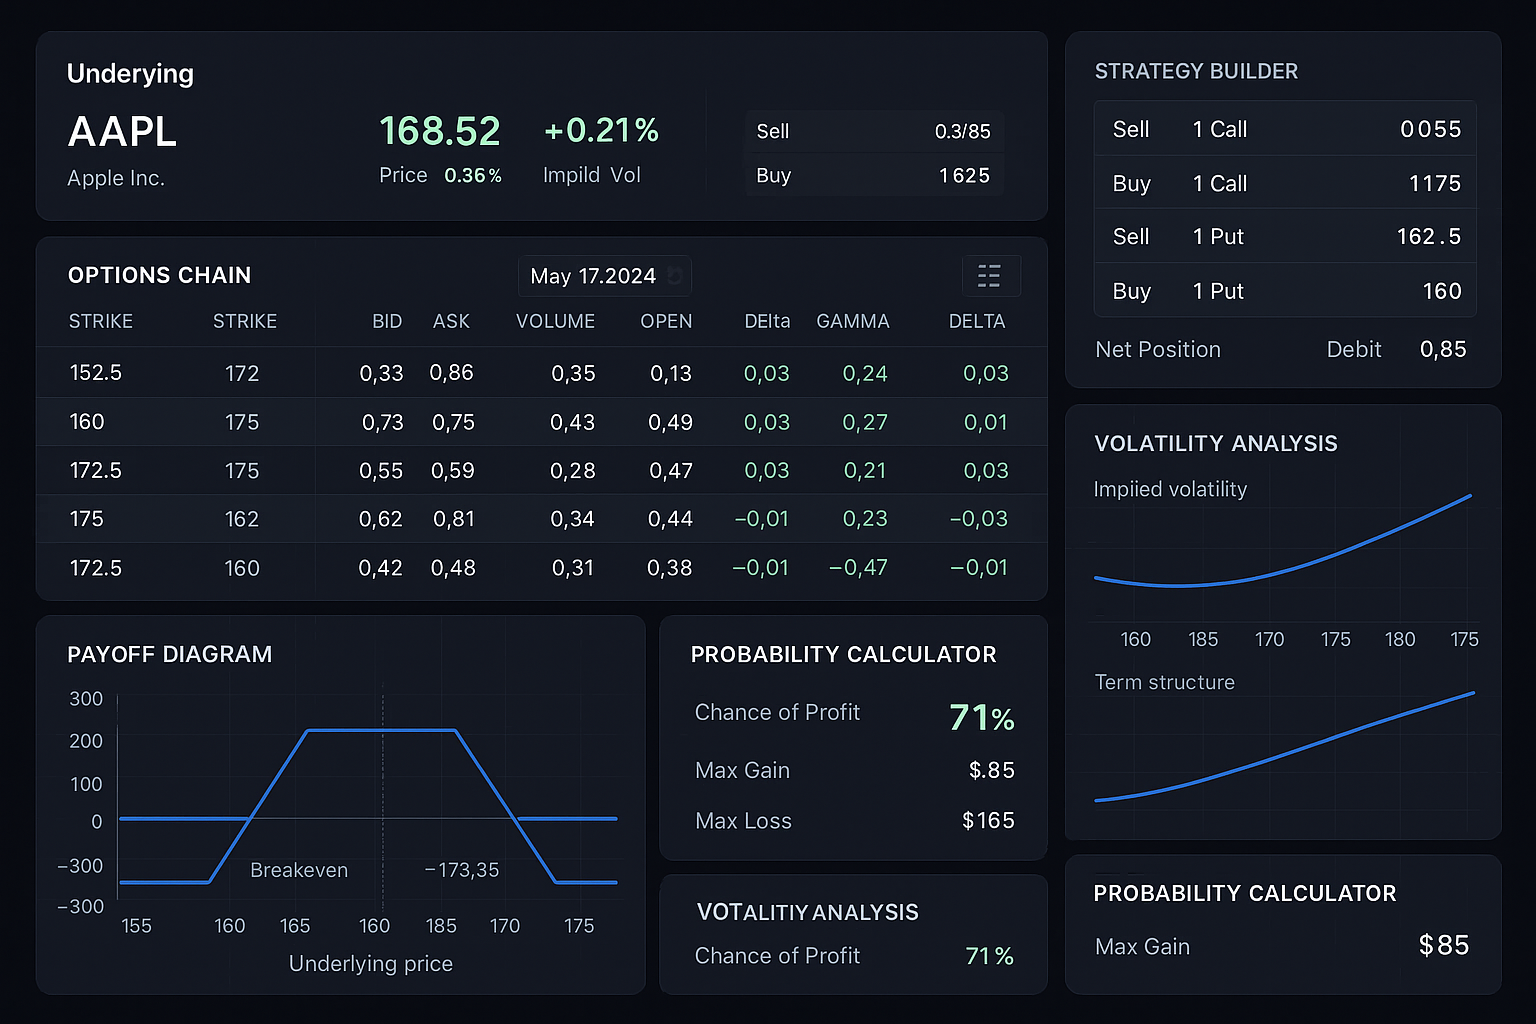 Underying
AAPL
Apple Inc.
168.52
Price 0.36%
+0.21%
Impild Vol
Sell 0.3/85
Buy 1625
STRATEGY BUILDER
Sell 1 Call 0055
Buy 1 Call 1175
Sell 1 Put 162.5
Buy 1 Put 160
Net Position Debit 0,85
OPTIONS CHAIN May 17.2024
STRIKE STRIKE BID ASK VOLUME OPEN DElta GAMMA DELTA
152.5 172 0,33 0,86 0,35 0,13 0,03 0,24 0,03
160 175 0,73 0,75 0,43 0,49 0,03 0,27 0,01
172.5 175 0,55 0,59 0,28 0,47 0,03 0,21 0,03
175 162 0,62 0,81 0,34 0,44 −0,01 0,23 −0,03
172.5 160 0,42 0,48 0,31 0,38 −0,01 −0,47 −0,01
VOLATILITY ANALYSIS
Impiied volatility
160 185 170 175 180 175
Term structure
PAYOFF DIAGRAM
300
200
100
0
−300
−300
Breakeven −173,35
155 160 165 160 185 170 175
Underlying price
PROBABILITY CALCULATOR
Chance of Profit 71%
Max Gain $.85
Max Loss $165
VOTALITIY ANALYSIS
Chance of Profit 71%
PROBABILITY CALCULATOR
Max Gain $85